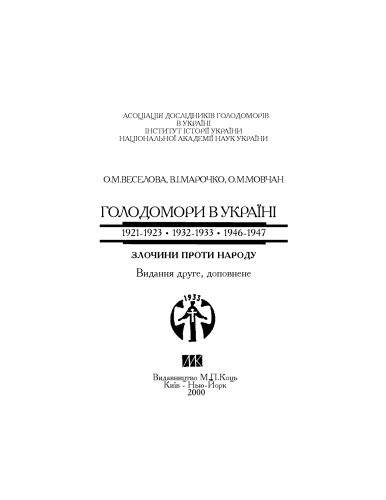 АСОЦІАЦІЯ ДОСЛІДНИКІВ ГОЛОДОМОРІВ
В УКРАЇНІ
ІНСТИТУТ ІСТОРІЇ УКРАЇНИ
НАЦІОНАЛЬНОЇ АКАДЕМІЇ НАУК УКРАЇНИ
О.М.ВЕСЕЛОВА, В.І.МАРОЧКО, О.М.МОВЧАН
ГОЛОДОМОРИ В УКРАЇНІ
1921-1923 • 1932-1933 • 1946-1947
ЗЛОЧИНИ ПРОТИ НАРОДУ
Видання друге, доповнене
1933
МК
Видавництво М.П.Коць
Київ - Нью-Йорк
2000